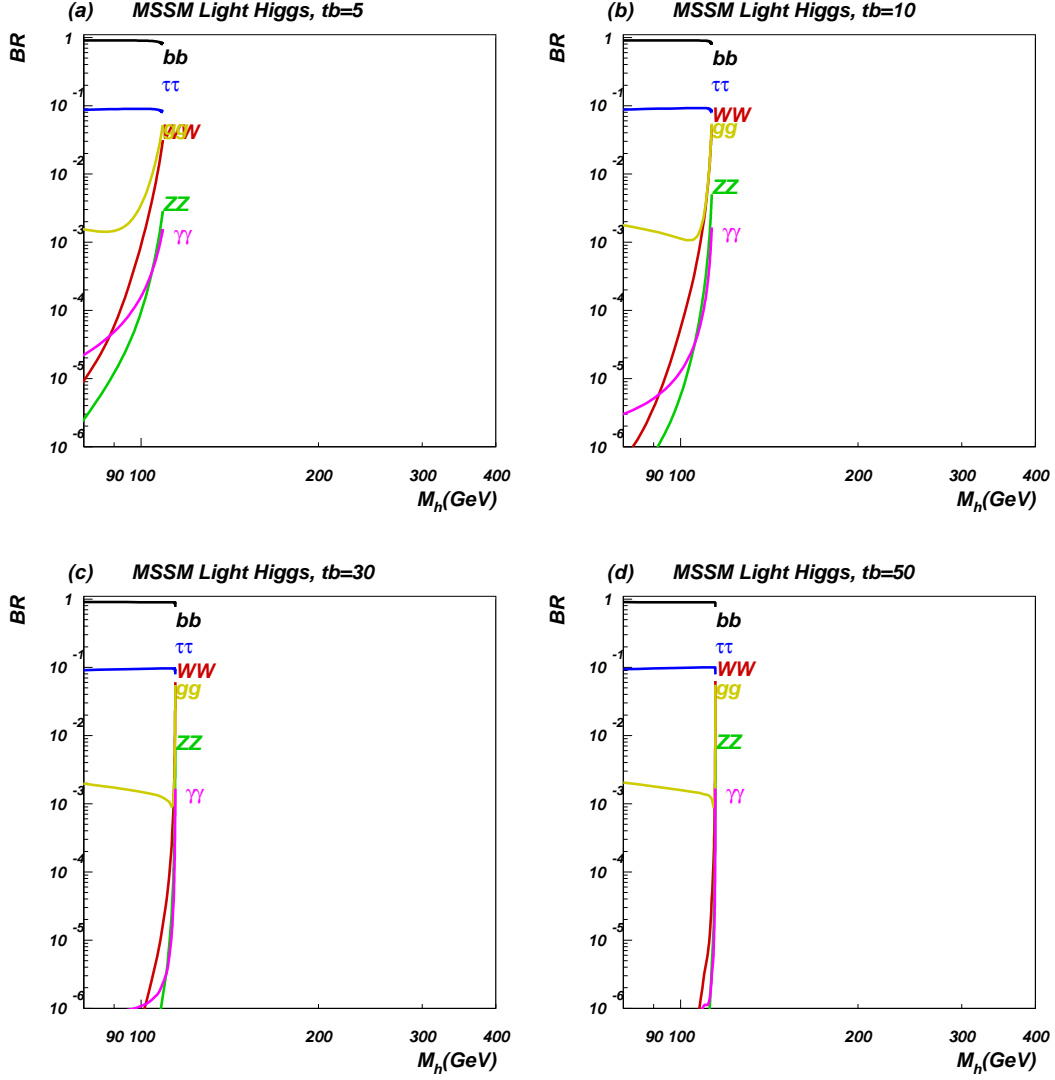 (a) MSSM Light Higgs, tb=5
BR
1
bb
ττ
10 -1
gg
WW
10 -2
ZZ
10 -3
γγ
10 -4
10 -5
10 -6
90 100 200 300 400
M_h(GeV)
(b) MSSM Light Higgs, tb=10
BR
1
bb
ττ
10 -1
WW
gg
10 -2
ZZ
10 -3
γγ
10 -4
10 -5
10 -6
90 100 200 300 400
M_h(GeV)
(c) MSSM Light Higgs, tb=30
BR
1
bb
ττ
10 -1
WW
gg
10 -2
ZZ
10 -3
γγ
10 -4
10 -5
10 -6
90 100 200 300 400
M_h(GeV)
(d) MSSM Light Higgs, tb=50
BR
1
bb
ττ
10 -1
WW
gg
10 -2
ZZ
10 -3
γγ
10 -4
10 -5
10 -6
90 100 200 300 400
M_h(GeV)